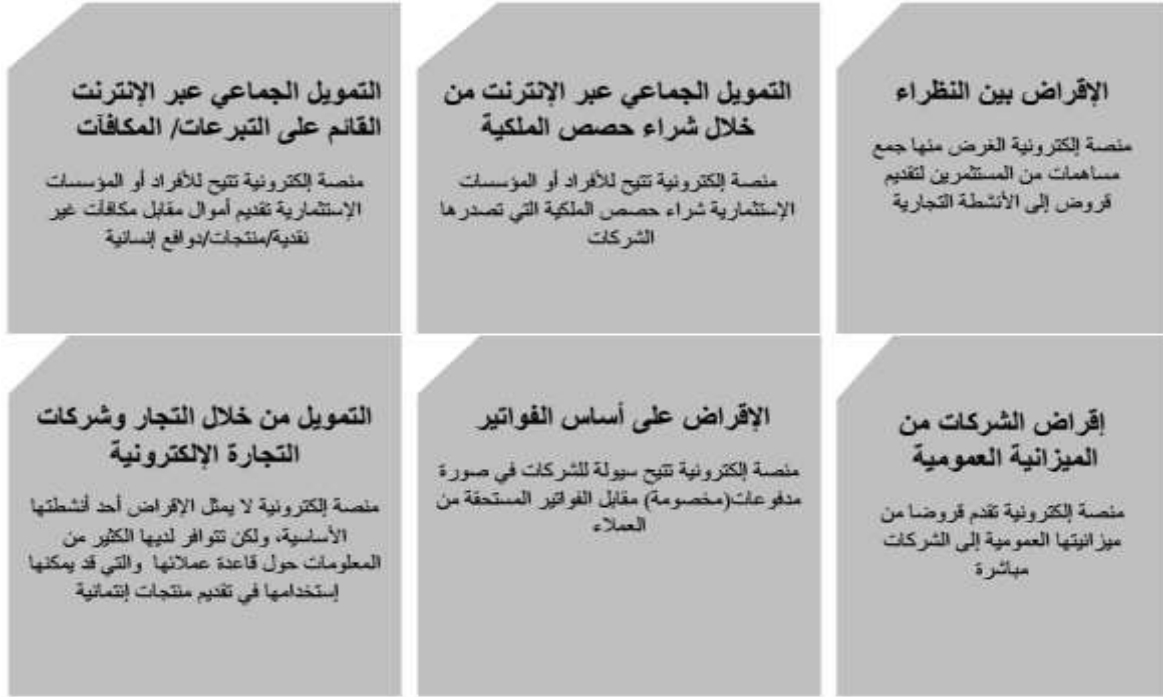 الإقراض بين النظراء
منصة إلكترونية الغرض منها جمع
مساهمات من المستثمرين لتقديم
قروض إلى الأنشطة التجارية
التمويل الجماعي عبر الإنترنت من
خلال شراء حصص الملكية
منصة إلكترونية تتيح للأفراد أو المؤسسات
الإستثمارية شراء حصص الملكية التي تصدرها
الشركات
التمويل الجماعي عبر الإنترنت
القائم على التبرعات/ المكافآت
منصة إلكترونية تتيح للأفراد أو المؤسسات
الإستثمارية تقديم أموال مقابل مكافآت غير
نقدية/منتجات/دوافع إنسانية
إقراض الشركات من
الميزانية العمومية
منصة إلكترونية تقدم قروضا من
ميزانيتها العمومية إلى الشركات
مباشرة
الإقراض على أساس الفواتير
منصة إلكترونية تتيح سيولة للشركات في صورة
مدفوعات(مخصومة) مقابل الفواتير المستحقة من
العملاء
التمويل من خلال التجار وشركات
التجارة الإلكترونية
منصة إلكترونية لا يمثل الإقراض أحد أنشطتها
الأساسية، ولكن تتوافر لديها الكثير من
المعلومات حول قاعدة عملائها والتي قد يمكنها
إستخدامها في تقديم منتجات إئتمانية